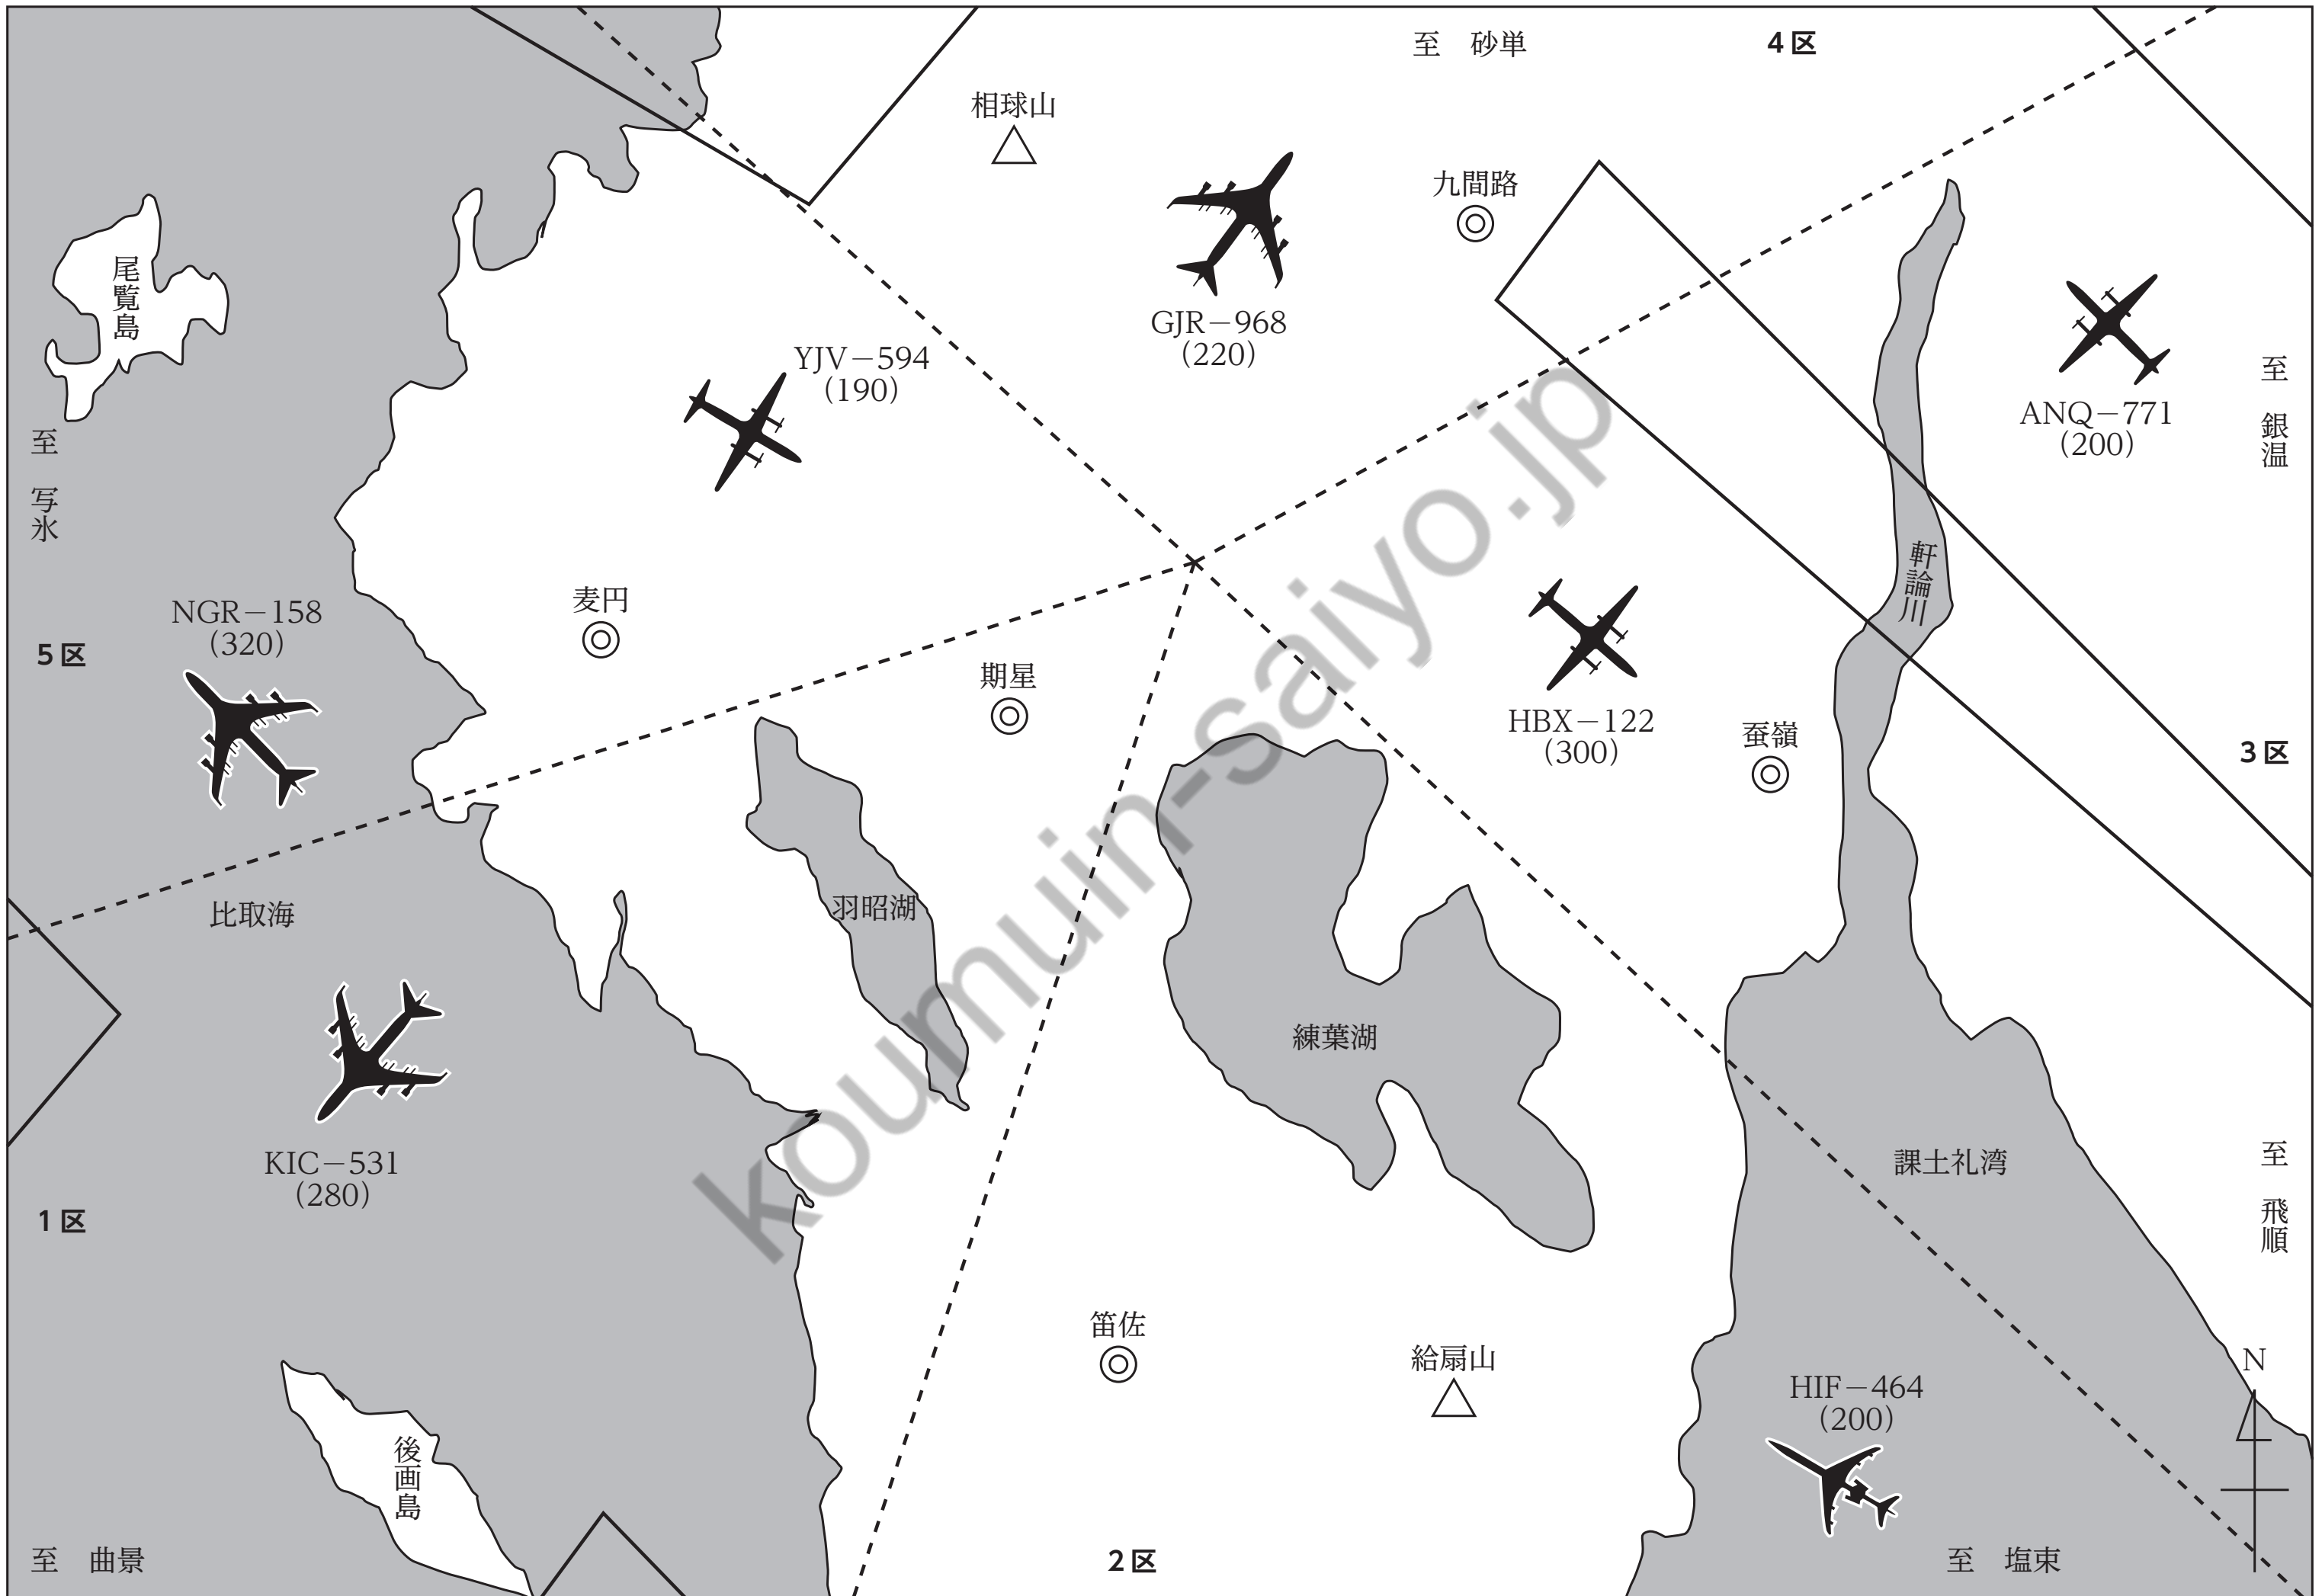 至 砂単
4区
相球山
九間路
尾覧島
GJR−968
(220)
YJV−594
(190)
至 銀温
ANQ−771
(200)
至 写氷
軒論川
麦円
NGR−158
(320)
5区
期星
HBX−122
(300)
蚕嶺
3区
羽昭湖
比取海
練葉湖
至 飛順
課土礼湾
KIC−531
(280)
1区
笛佐
給扇山
N
HIF−464
(200)
後画島
至 曲景
2区
至 塩束
koumuin-saiyo.jp